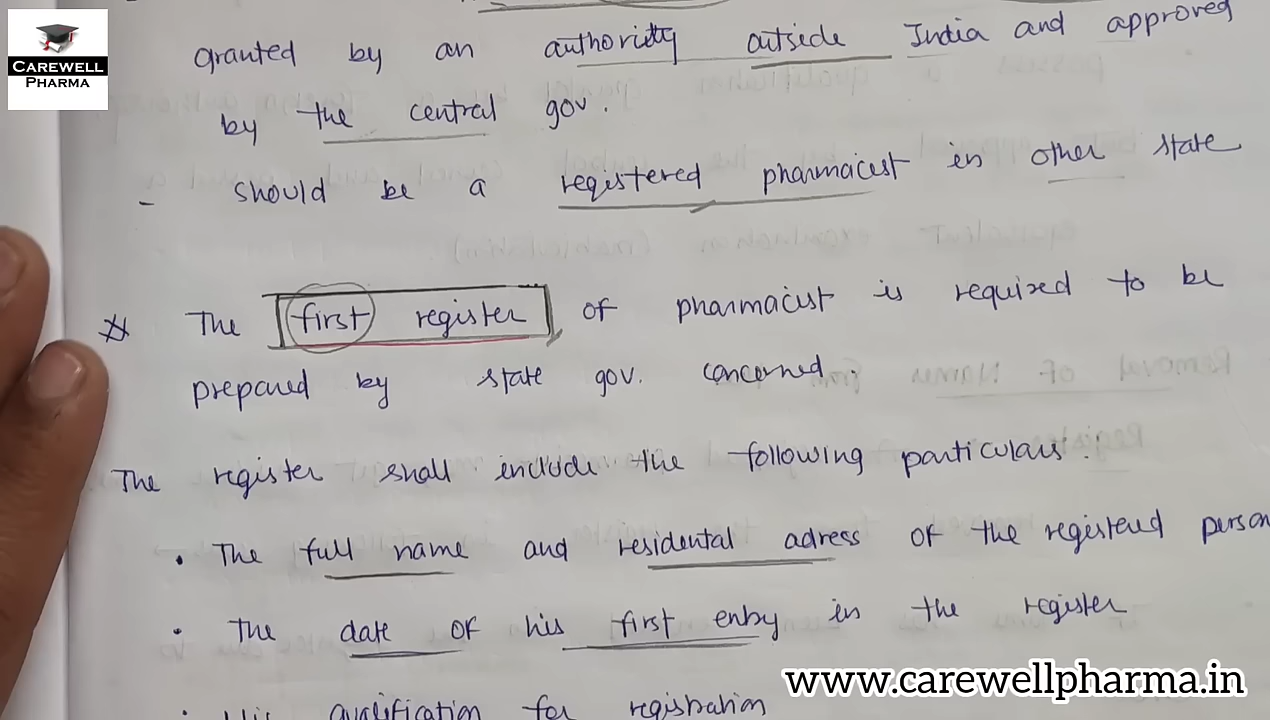 CAREWELL
PHARMA
granted by an authority outside India and approved
by the central gov.
- should be a registered pharmacist in other state
The first register of pharmacist is required to be
prepared by state gov. concerned.
The register shall include the following particulars.
• The full name and residental adress of the registerd person
• The date of his first entry in the register
• His qualification for registration
www.carewellpharma.in